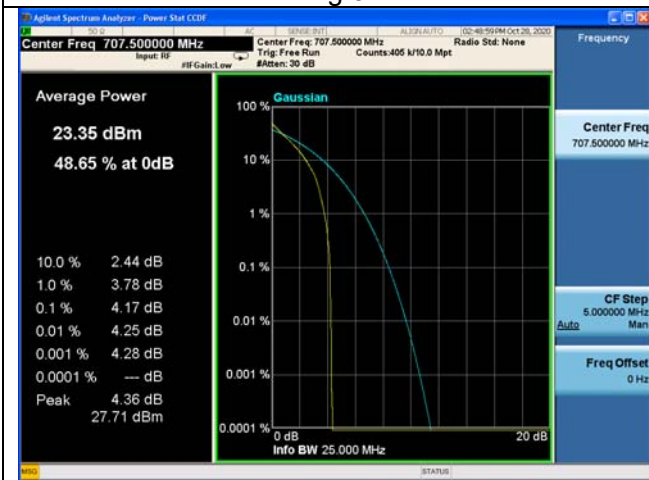 Agilent Spectrum Analyzer - Power Stat CCDF
50 Ω AC SENSE:INT ALIGN AUTO 02:48:59 PM Oct 28, 2020
Center Freq 707.500000 MHz
Input: RF
#IFGain:Low
Center Freq: 707.500000 MHz
Trig: Free Run Counts:405 k/10.0 Mpt
#Atten: 30 dB
Radio Std: None
Frequency
Average Power
23.35 dBm
48.65 % at 0dB
10.0 % 2.44 dB
1.0 % 3.78 dB
0.1 % 4.17 dB
0.01 % 4.25 dB
0.001 % 4.28 dB
0.0001 % --- dB
Peak 4.36 dB
27.71 dBm
Gaussian
100 %
10 %
1 %
0.1 %
0.01 %
0.001 %
0.0001 %
0 dB 20 dB
Info BW 25.000 MHz
Center Freq
707.500000 MHz
CF Step
5.000000 MHz
Auto Man
Freq Offset
0 Hz
MSG STATUS